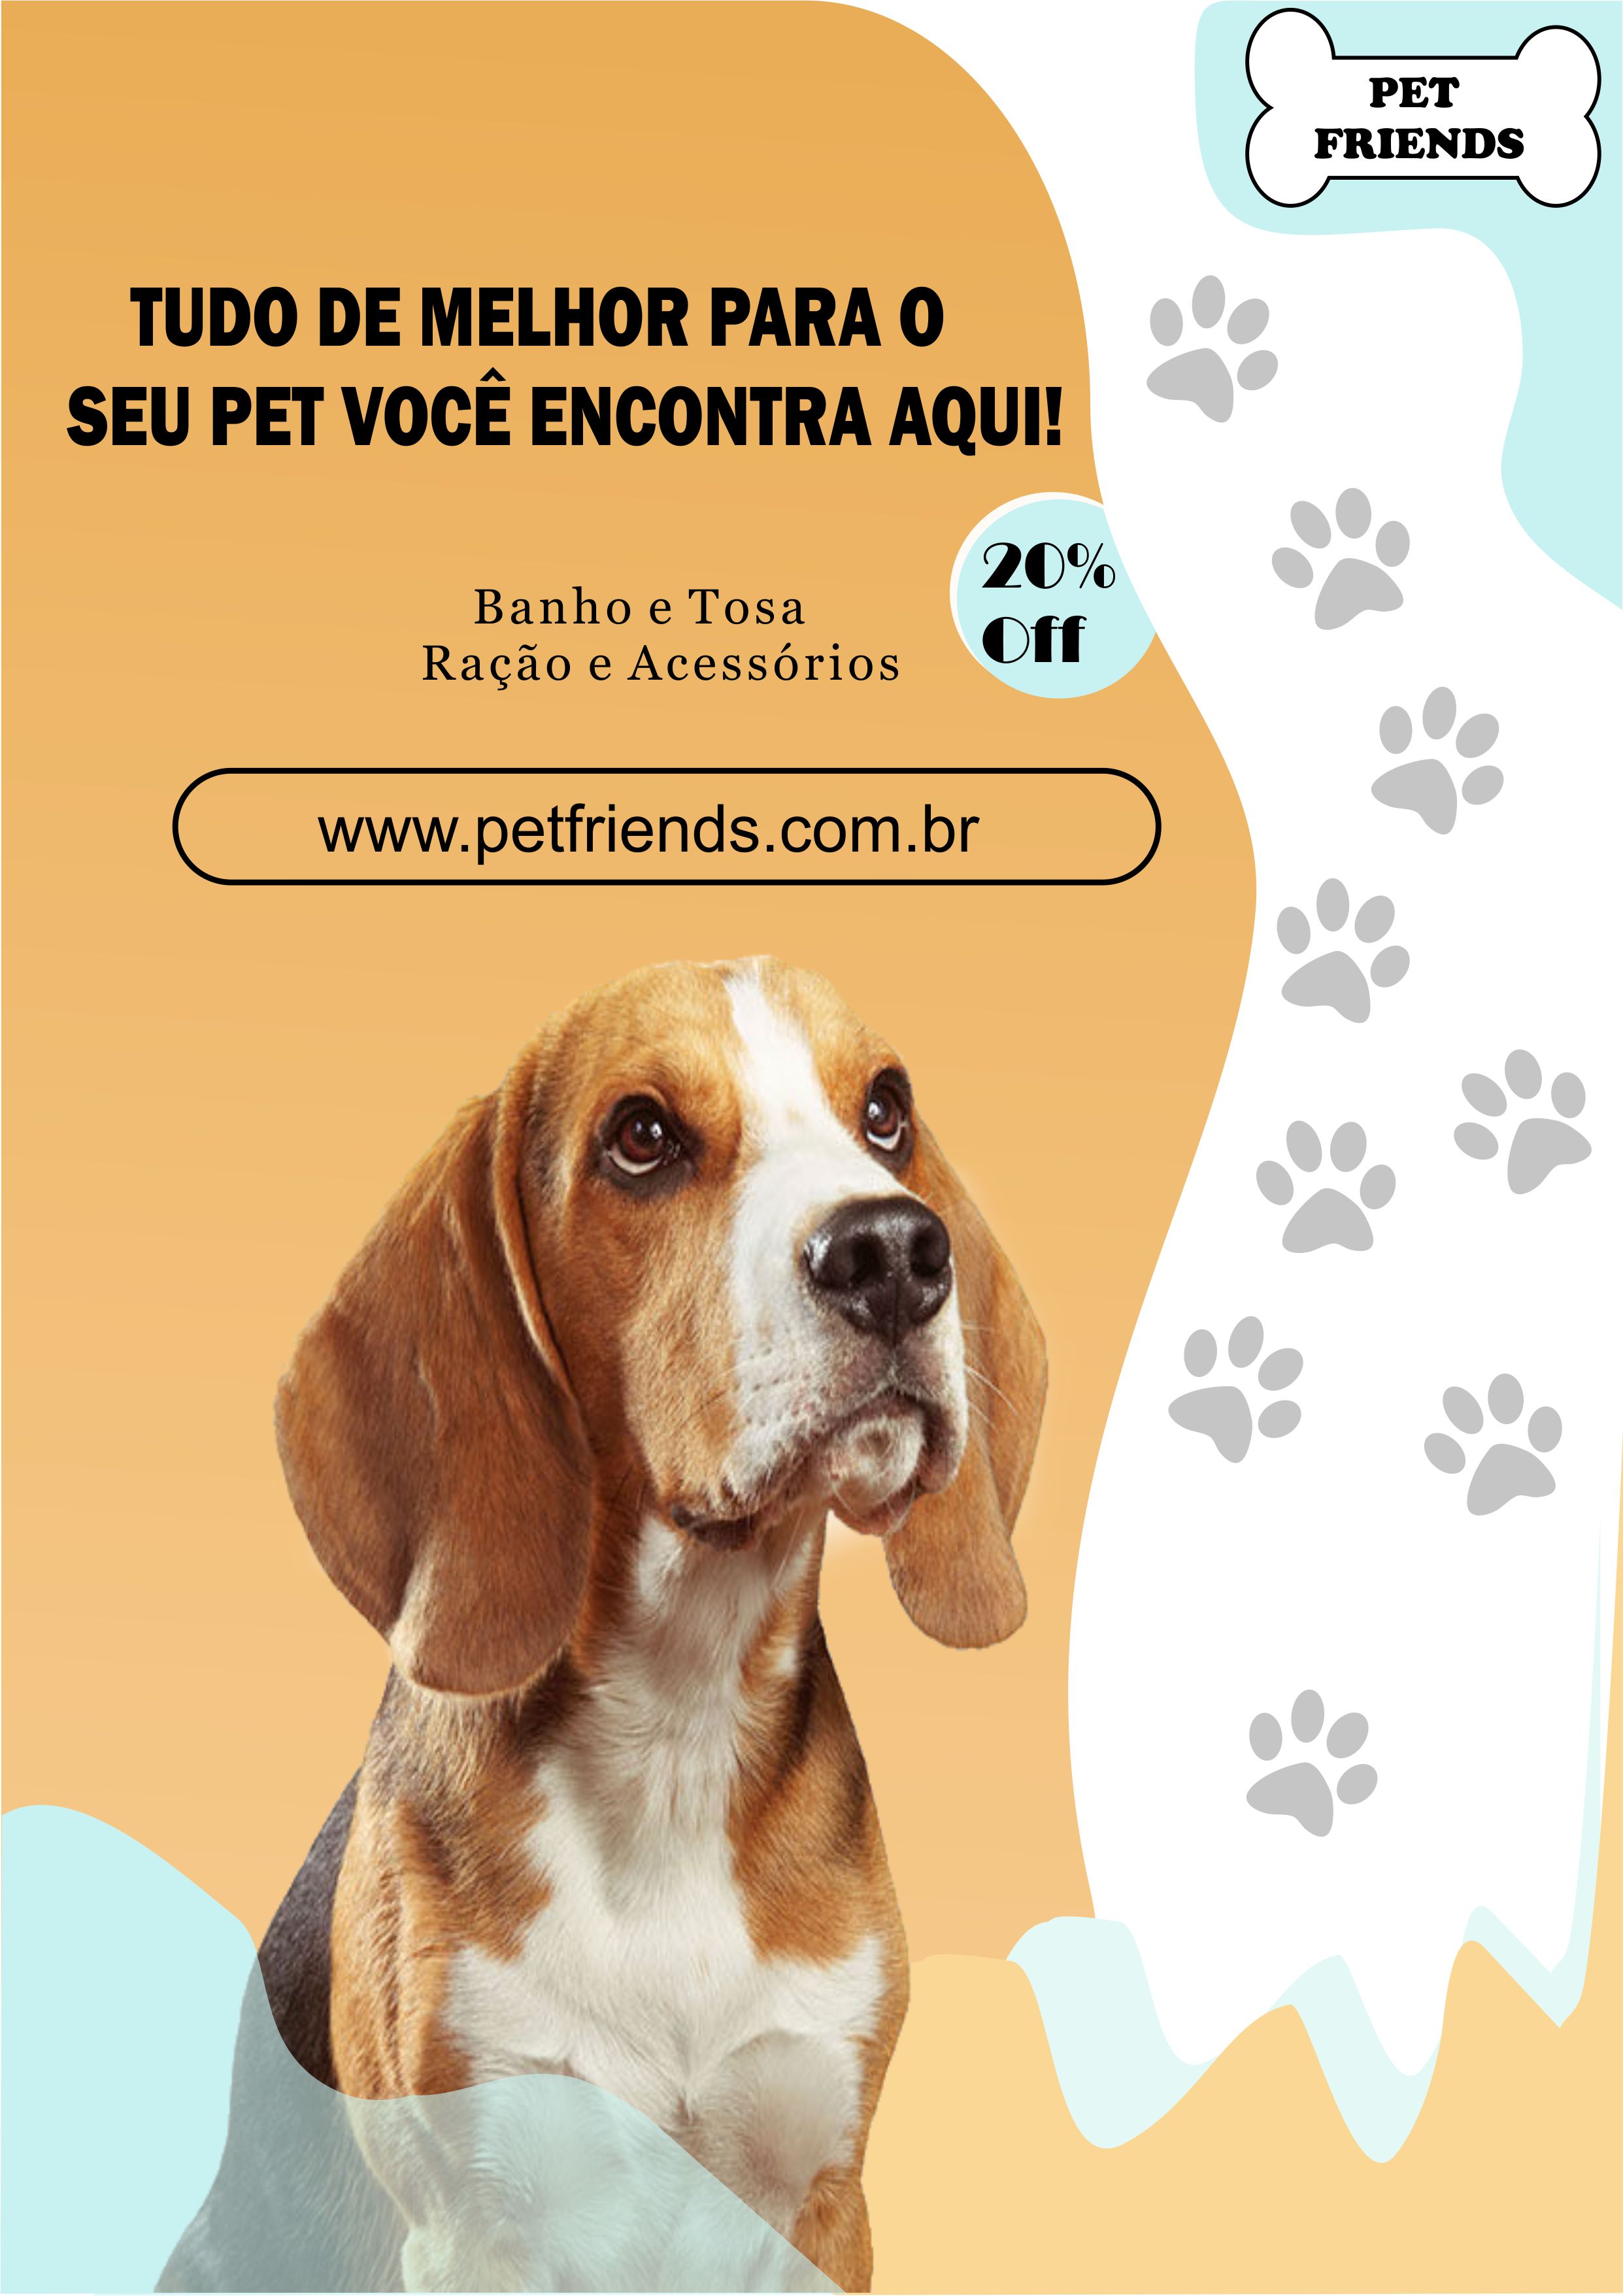 PET
FRIENDS
TUDO DE MELHOR PARA O
SEU PET VOCÊ ENCONTRA AQUI!
20%
Off
Banho e Tosa
Ração e Acessórios
www.petfriends.com.br